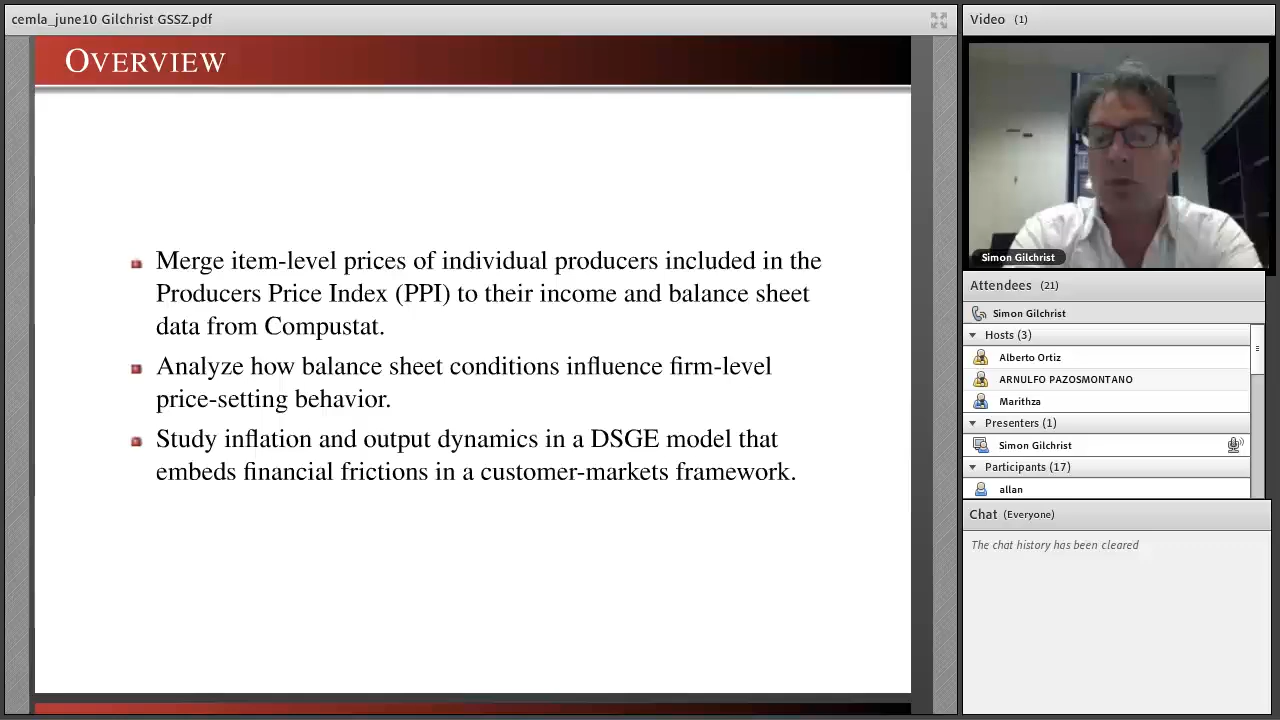 cemla_june10 Gilchrist GSSZ.pdf
OVERVIEW
Merge item-level prices of individual producers included in the
Producers Price Index (PPI) to their income and balance sheet
data from Compustat.
Analyze how balance sheet conditions influence firm-level
price-setting behavior.
Study inflation and output dynamics in a DSGE model that
embeds financial frictions in a customer-markets framework.
Video (1)
Simon Gilchrist
Attendees (21)
Simon Gilchrist
Hosts (3)
Alberto Ortiz
ARNULFO PAZOSMONTANO
Marithza
Presenters (1)
Simon Gilchrist
Participants (17)
allan
Chat (Everyone)
The chat history has been cleared